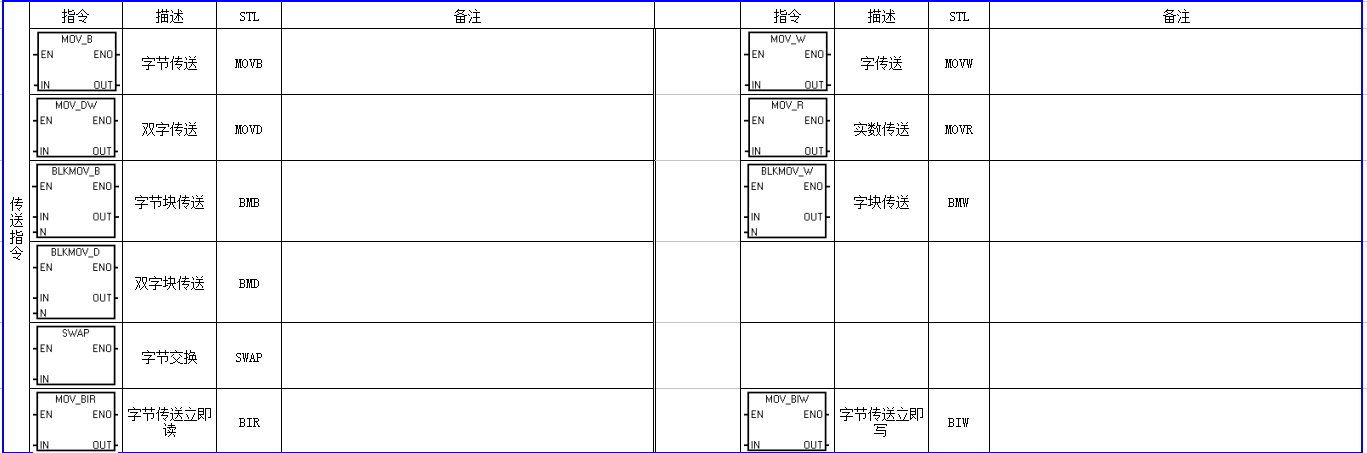 指令 描述 STL 备注 指令 描述 STL 备注
传送指令
MOV_B
EN ENO
IN OUT
字节传送 MOVB
MOV_W
EN ENO
IN OUT
字传送 MOVW
MOV_DW
EN ENO
IN OUT
双字传送 MOVD
MOV_R
EN ENO
IN OUT
实数传送 MOVR
BLKMOV_B
EN ENO
IN OUT
N
字节块传送 BMB
BLKMOV_W
EN ENO
IN OUT
N
字块传送 BMW
BLKMOV_D
EN ENO
IN OUT
N
双字块传送 BMD
SWAP
EN ENO
IN
字节交换 SWAP
MOV_BIR
EN ENO
IN OUT
字节传送立即
读
BIR
MOV_BIW
EN ENO
IN OUT
字节传送立即
写
BIW